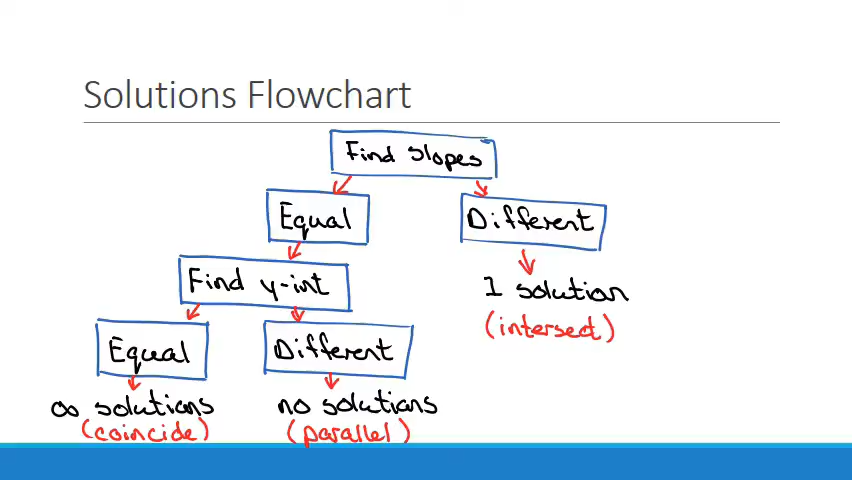 Solutions Flowchart
Find slopes
Equal
Different
Find y-int
1 solution
(intersect)
Equal
Different
∞ solutions
no solutions
(coincide)
(parallel)